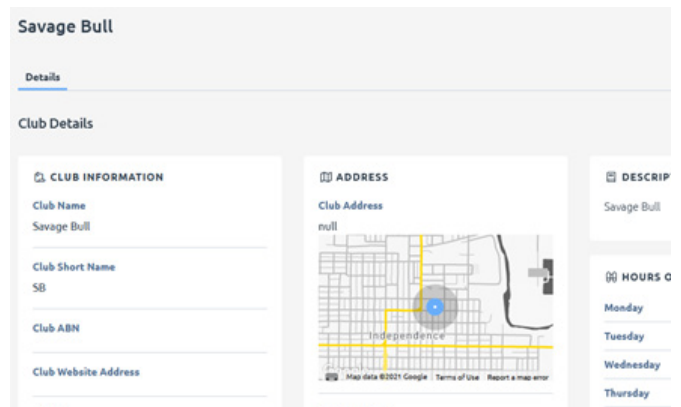 Savage Bull
Details
Club Details
CLUB INFORMATION
Club Name
Savage Bull
Club Short Name
SB
Club ABN
Club Website Address
ADDRESS
Club Address
null
Independence
Map data ©2021 Google
Terms of Use
Report a map error
DESCRIP
Savage Bull
HOURS O
Monday
Tuesday
Wednesday
Thursday